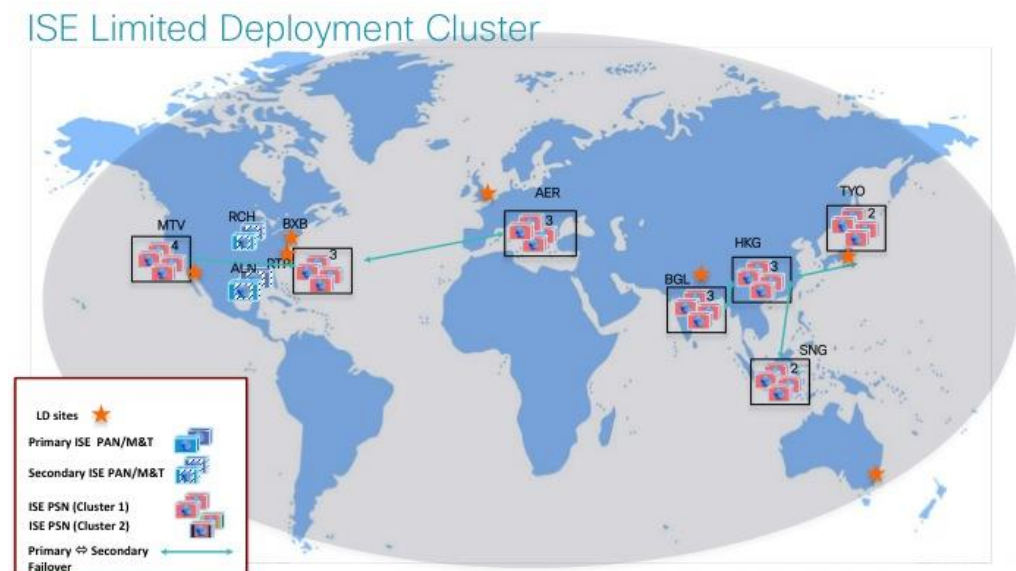 ISE Limited Deployment Cluster
AER
TYO
2
RCH
BXB
MTV
4
3
HKG
3
ALN
RTP
3
BGL
3
SNG
2
LD sites
Primary ISE PAN/M&T
Secondary ISE PAN/M&T
ISE PSN (Cluster 1)
ISE PSN (Cluster 2)
Primary ⇔ Secondary
Failover